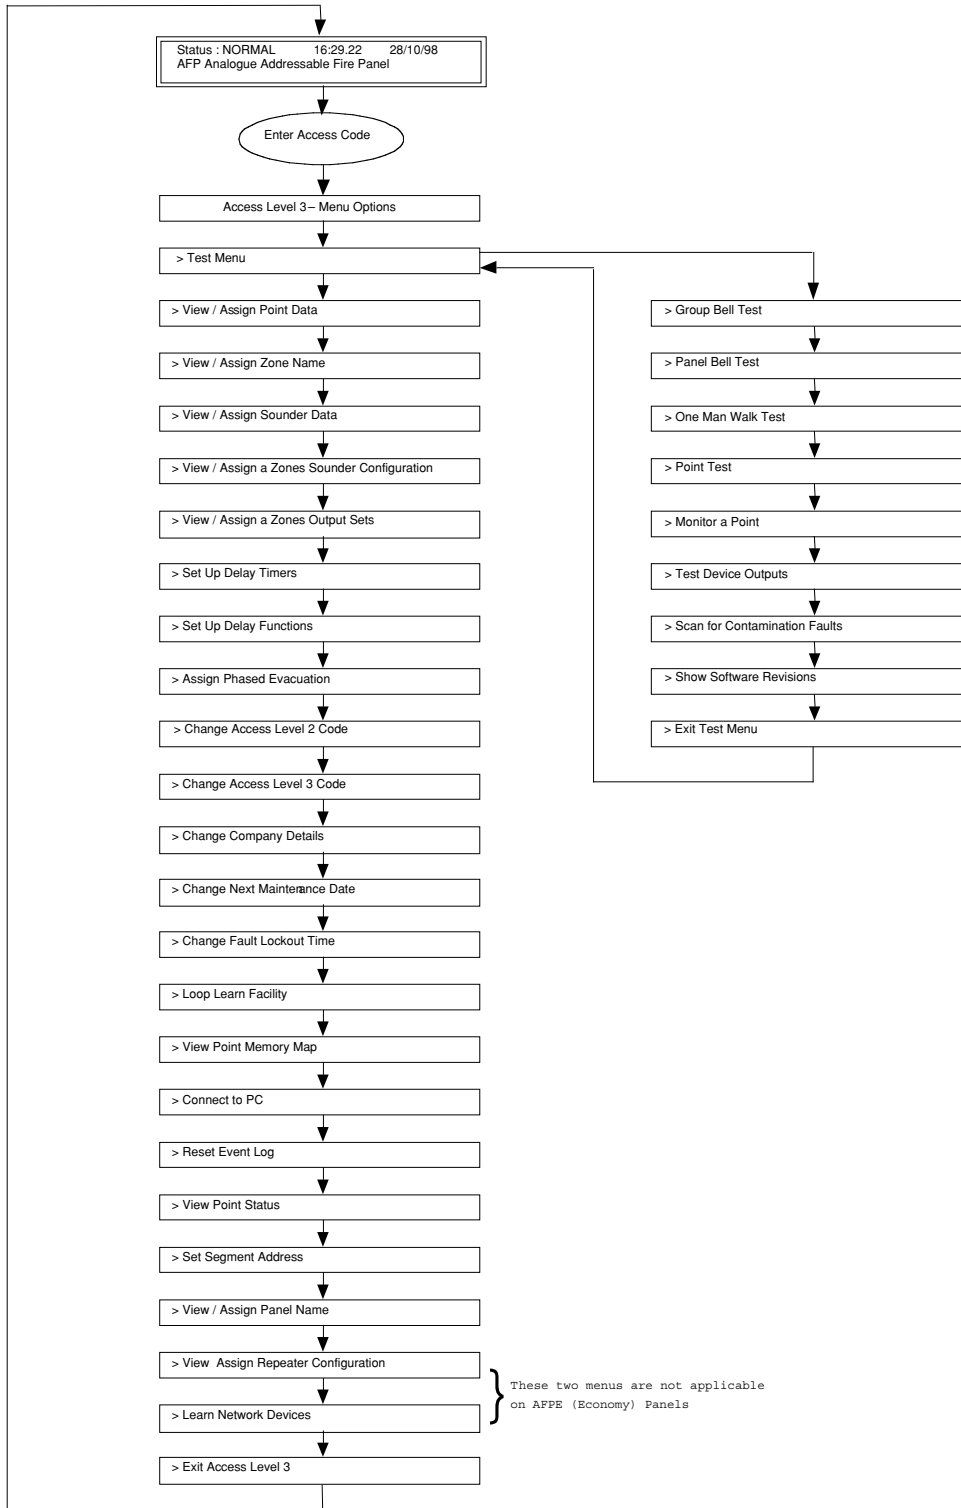 Status : NORMAL 16:29.22 28/10/98
AFP Analogue Addressable Fire Panel
Enter Access Code
Access Level 3 – Menu Options
> Test Menu
> View / Assign Point Data
> View / Assign Zone Name
> View / Assign Sounder Data
> View / Assign a Zones Sounder Configuration
> View / Assign a Zones Output Sets
> Set Up Delay Timers
> Set Up Delay Functions
> Assign Phased Evacuation
> Change Access Level 2 Code
> Change Access Level 3 Code
> Change Company Details
> Change Next Maintenance Date
> Change Fault Lockout Time
> Loop Learn Facility
> View Point Memory Map
> Connect to PC
> Reset Event Log
> View Point Status
> Set Segment Address
> View / Assign Panel Name
> View Assign Repeater Configuration
> Learn Network Devices
> Exit Access Level 3
> Group Bell Test
> Panel Bell Test
> One Man Walk Test
> Point Test
> Monitor a Point
> Test Device Outputs
> Scan for Contamination Faults
> Show Software Revisions
> Exit Test Menu
These two menus are not applicable
on AFPE (Economy) Panels